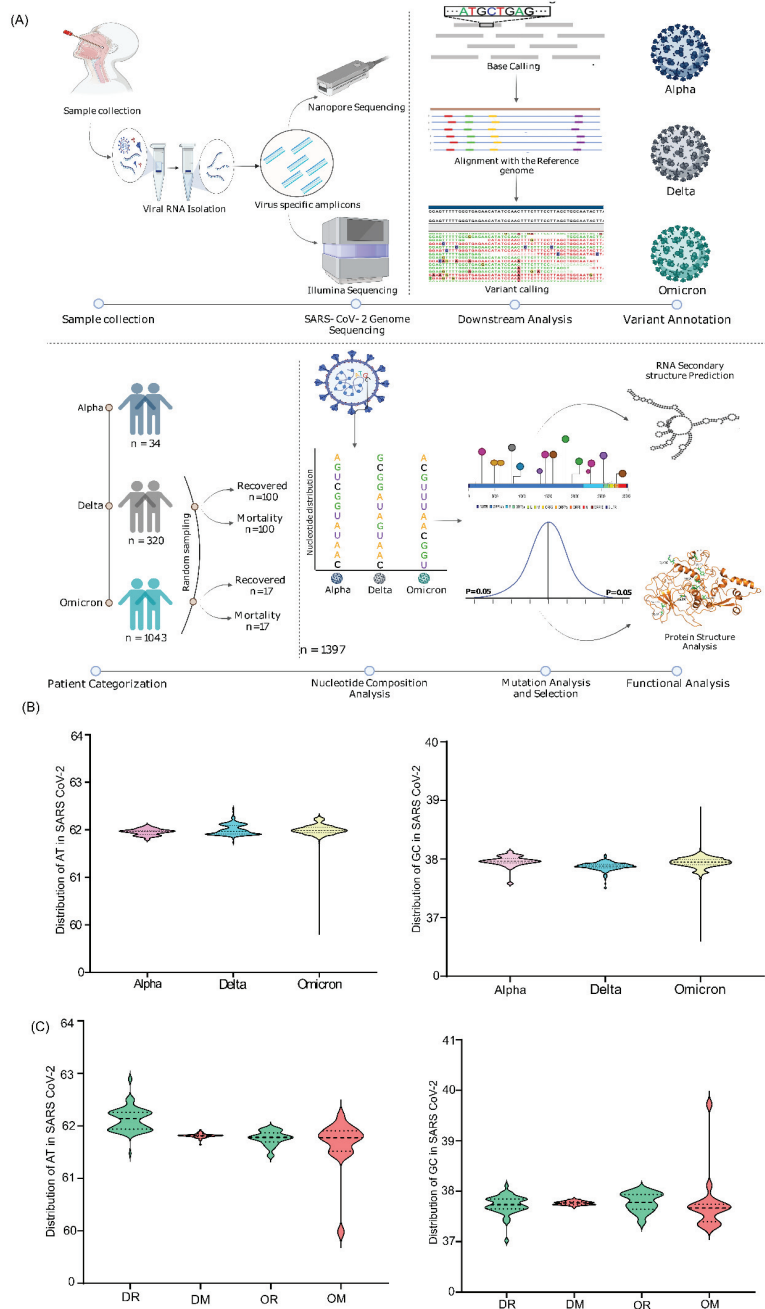 (A)
···ATGCTGAG···
Base Calling
Sample collection
Nanopore Sequencing
Alpha
Alignment with the Reference
genome
Viral RNA Isolation
Virus specific amplicons
Delta
Illumina Sequencing
Variant calling
Omicron
Sample collection
SARS- CoV- 2 Genome
Sequencing
Downstream Analysis
Variant Annotation
Alpha
n = 34
Delta
n = 320
Omicron
n = 1043
Random sampling
Recovered
n=100
Mortality
n=100
Recovered
n=17
Mortality
n=17
Nucleotide distribution
A G A
G C C
U C G
C G U
G G U
G A U
U U A
A A A
U G C
U U C
A A G
A A G
C C U
Alpha
Delta
Omicron
n = 1397
P=0.05
P=0.05
RNA Secondary
structure Prediction
Protein Structure
Analysis
Patient Categorization
Nucleotide Composition
Analysis
Mutation Analysis
and Selection
Functional Analysis
(B)
Distribution of AT in SARS CoV-2
64
63
62
61
60
0
Alpha
Delta
Omicron
Distribution of GC in SARS CoV-2
40
39
38
37
0
Alpha
Delta
Omicron
(C)
Distribution of AT in SARS CoV-2
64
63
62
61
60
0
DR
DM
OR
OM
Distribution of GC in SARS CoV-2
41
40
39
38
37
0
DR
DM
OR
OM